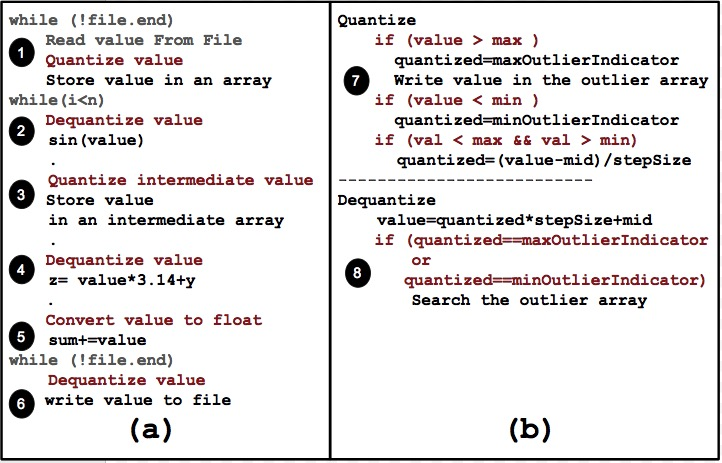 while (!file.end)
Read value From File
1
Quantize value
Store value in an array
while(i<n)
Dequantize value
2
sin(value)
.
Quantize intermediate value
3
Store value
in an intermediate array
.
Dequantize value
4
z= value*3.14+y
.
Convert value to float
5
sum+=value
while (!file.end)
Dequantize value
6
write value to file
(a)
Quantize
if (value > max )
quantized=maxOutlierIndicator
7
Write value in the outlier array
if (value < min )
quantized=minOutlierIndicator
if (val < max && val > min)
quantized=(value-mid)/stepSize
--------------------------
Dequantize
value=quantized*stepSize+mid
if (quantized==maxOutlierIndicator
or
8
quantized==minOutlierIndicator)
Search the outlier array
(b)